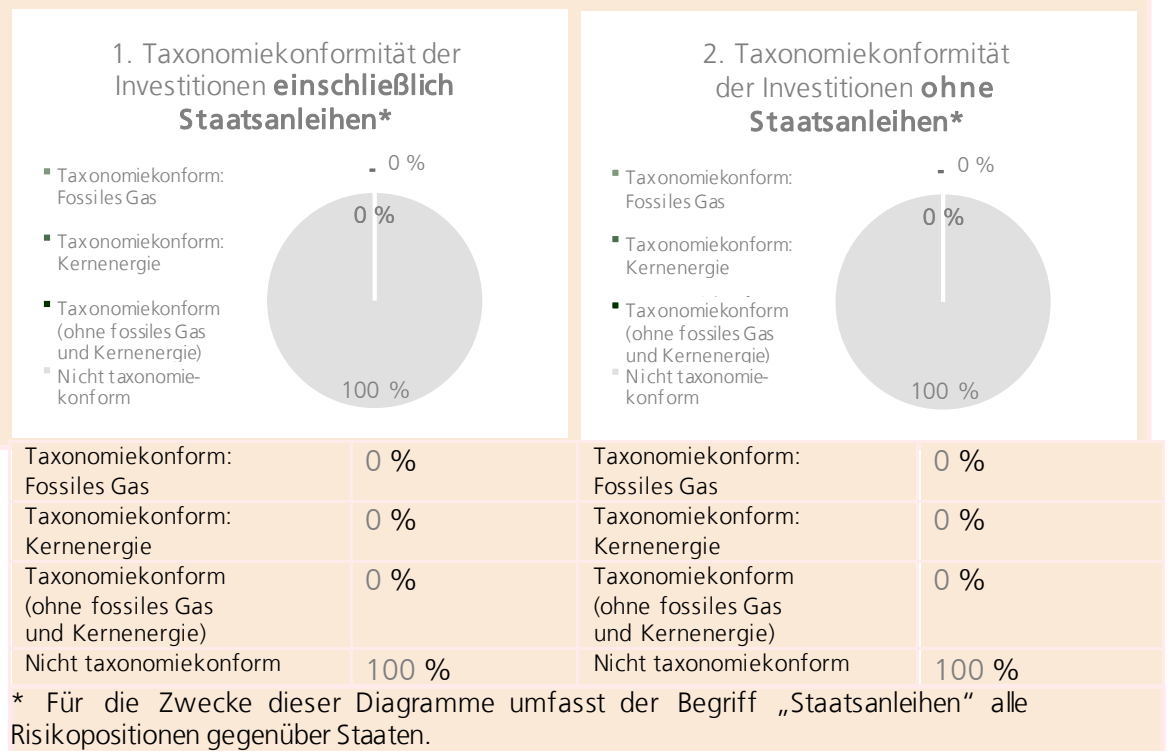 1. Taxonomiekonformität der
Investitionen einschließlich
Staatsanleihen*
Taxonomiekonform:
Fossiles Gas
Taxonomiekonform:
Kernenergie
Taxonomiekonform
(ohne fossiles Gas
und Kernenergie)
Nicht taxonomie-
konform
0 %
0 %
100 %
2. Taxonomiekonformität
der Investitionen ohne
Staatsanleihen*
Taxonomiekonform:
Fossiles Gas
Taxonomiekonform:
Kernenergie
Taxonomiekonform
(ohne fossiles Gas
und Kernenergie)
Nicht taxonomie-
konform
0 %
0 %
100 %
Taxonomiekonform:
Fossiles Gas
0 %
Taxonomiekonform:
Fossiles Gas
0 %
Taxonomiekonform:
Kernenergie
0 %
Taxonomiekonform:
Kernenergie
0 %
Taxonomiekonform
(ohne fossiles Gas
und Kernenergie)
0 %
Taxonomiekonform
(ohne fossiles Gas
und Kernenergie)
0 %
Nicht taxonomiekonform
100 %
Nicht taxonomiekonform
100 %
* Für die Zwecke dieser Diagramme umfasst der Begriff „Staatsanleihen“ alle
Risikopositionen gegenüber Staaten.